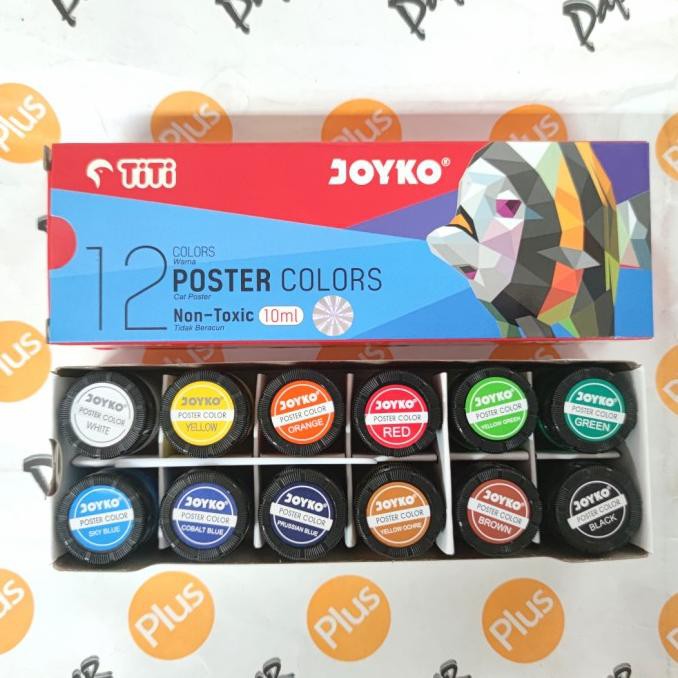 Plus
Plus
Plus
Plus
TiTi
JOYKO®
12
COLORS
Warna
POSTER COLORS
Cat Poster
Non-Toxic 10ml
Tidak Beracun
Plus
JOYKO
POSTER COLOR
WHITE
JOYKO
POSTER COLOR
YELLOW
JOYKO
POSTER COLOR
ORANGE
JOYKO
POSTER COLOR
RED
JOYKO
POSTER COLOR
YELLOW GREEN
JOYKO
POSTER COLOR
GREEN
JOYKO
POSTER COLOR
SKY BLUE
JOYKO
POSTER COLOR
COBALT BLUE
JOYKO
POSTER COLOR
PRUSSIAN BLUE
JOYKO
POSTER COLOR
YELLOW OCHRE
JOYKO
POSTER COLOR
BROWN
JOYKO
POSTER COLOR
BLACK
Plus
Plus
Plus